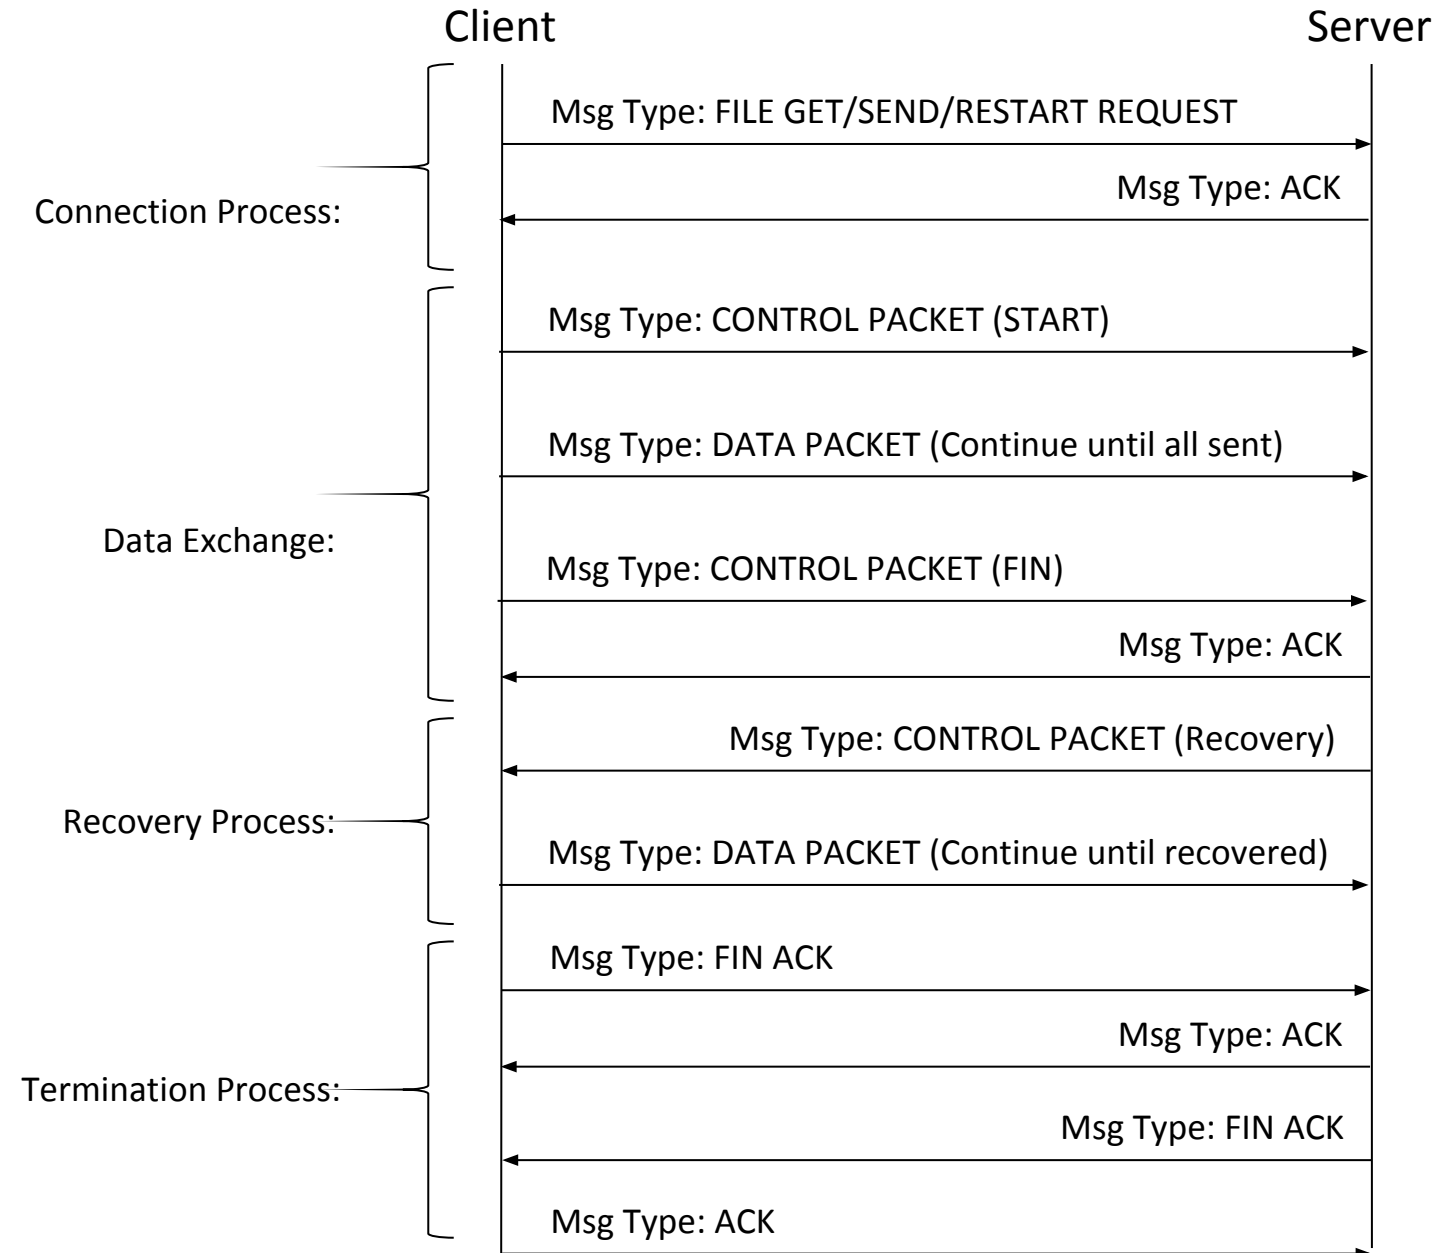 Client
Server
Msg Type: FILE GET/SEND/RESTART REQUEST
Msg Type: ACK
Connection Process:
Msg Type: CONTROL PACKET (START)
Msg Type: DATA PACKET (Continue until all sent)
Data Exchange:
Msg Type: CONTROL PACKET (FIN)
Msg Type: ACK
Msg Type: CONTROL PACKET (Recovery)
Recovery Process:
Msg Type: DATA PACKET (Continue until recovered)
Msg Type: FIN ACK
Msg Type: ACK
Termination Process:
Msg Type: FIN ACK
Msg Type: ACK